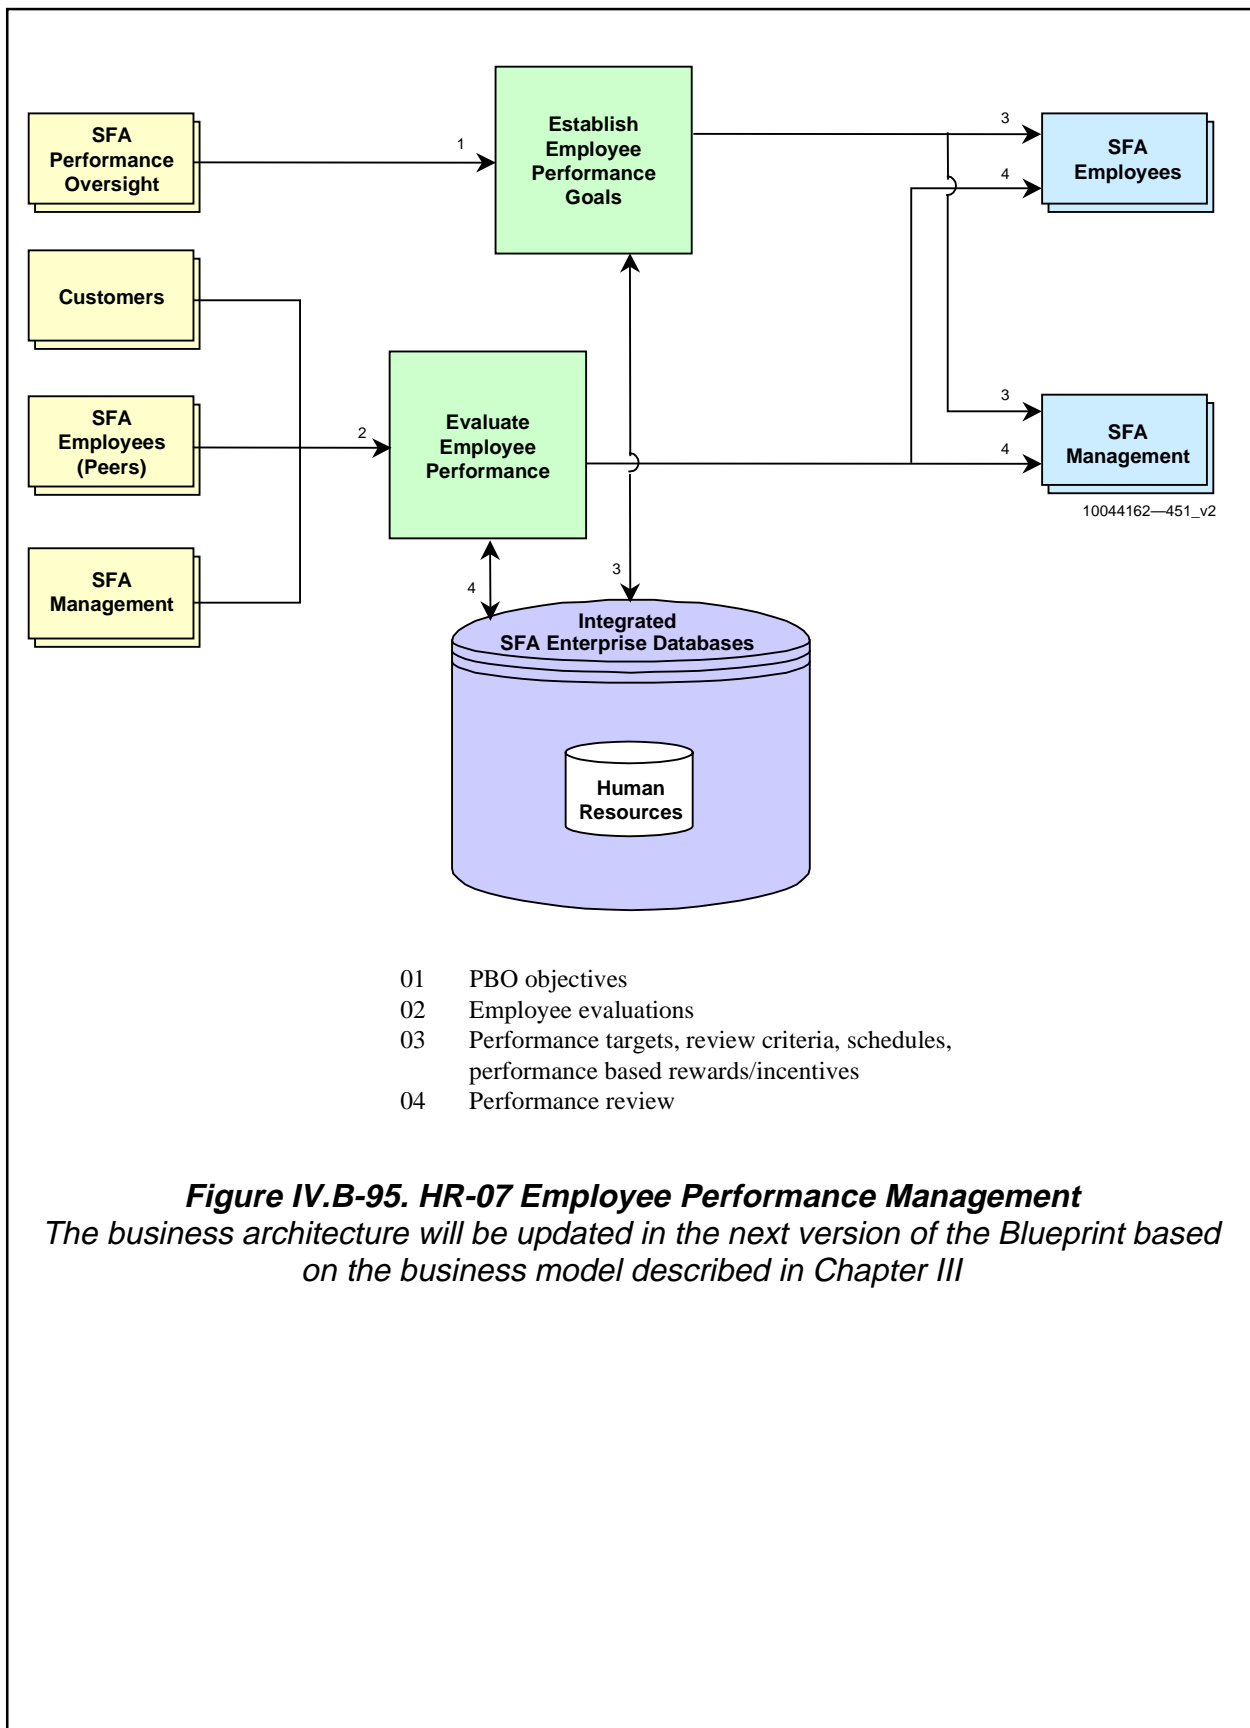 SFA
Performance
Oversight
1
Establish
Employee
Performance
Goals
3
SFA
Employees
4
Customers
SFA
Employees
(Peers)
2
Evaluate
Employee
Performance
3
SFA
Management
4
10044162—451_v2
SFA
Management
4
3
Integrated
SFA Enterprise Databases
Human
Resources
01 PBO objectives
02 Employee evaluations
03 Performance targets, review criteria, schedules,
performance based rewards/incentives
04 Performance review
Figure IV.B-95. HR-07 Employee Performance Management
The business architecture will be updated in the next version of the Blueprint based
on the business model described in Chapter III